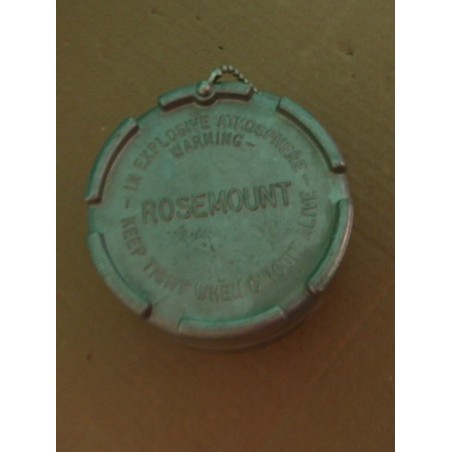 - IN EXPLOSIVE ATMOSPHERE -
WARNING -
ROSEMOUNT
KEEP TIGHT WHEN CIRCUIT ALIVE